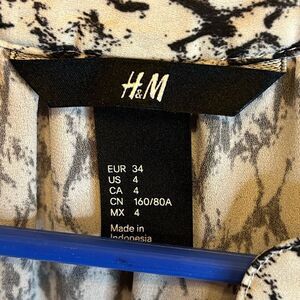 H&M
EUR 34
US 4
CA 4
CN 160/80A
MX 4
Made in
Indonesia